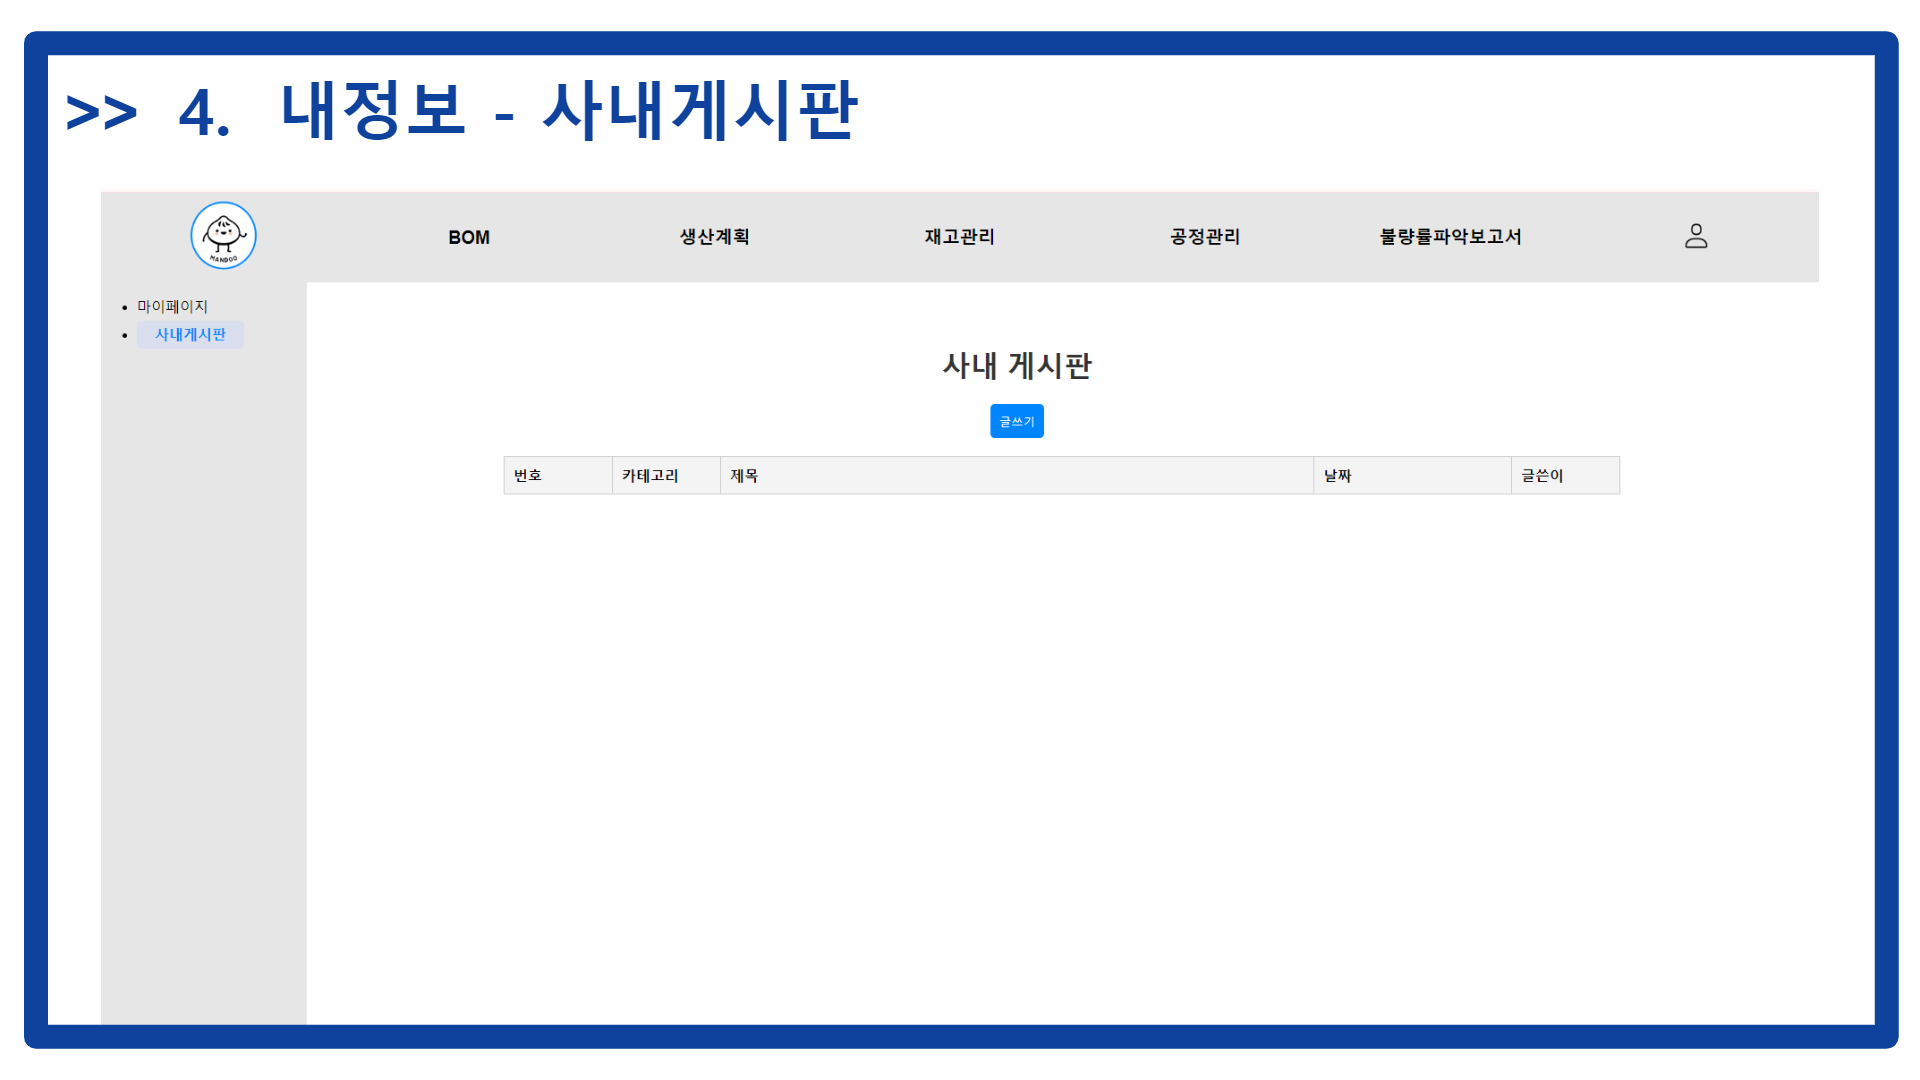 >> 4. 내정보 - 사내게시판
MANDOO
BOM 생산계획 재고관리 공정관리 불량률파악보고서
• 마이페이지
• 사내게시판
사내 게시판
글쓰기
번호 카테고리 제목 날짜 글쓴이